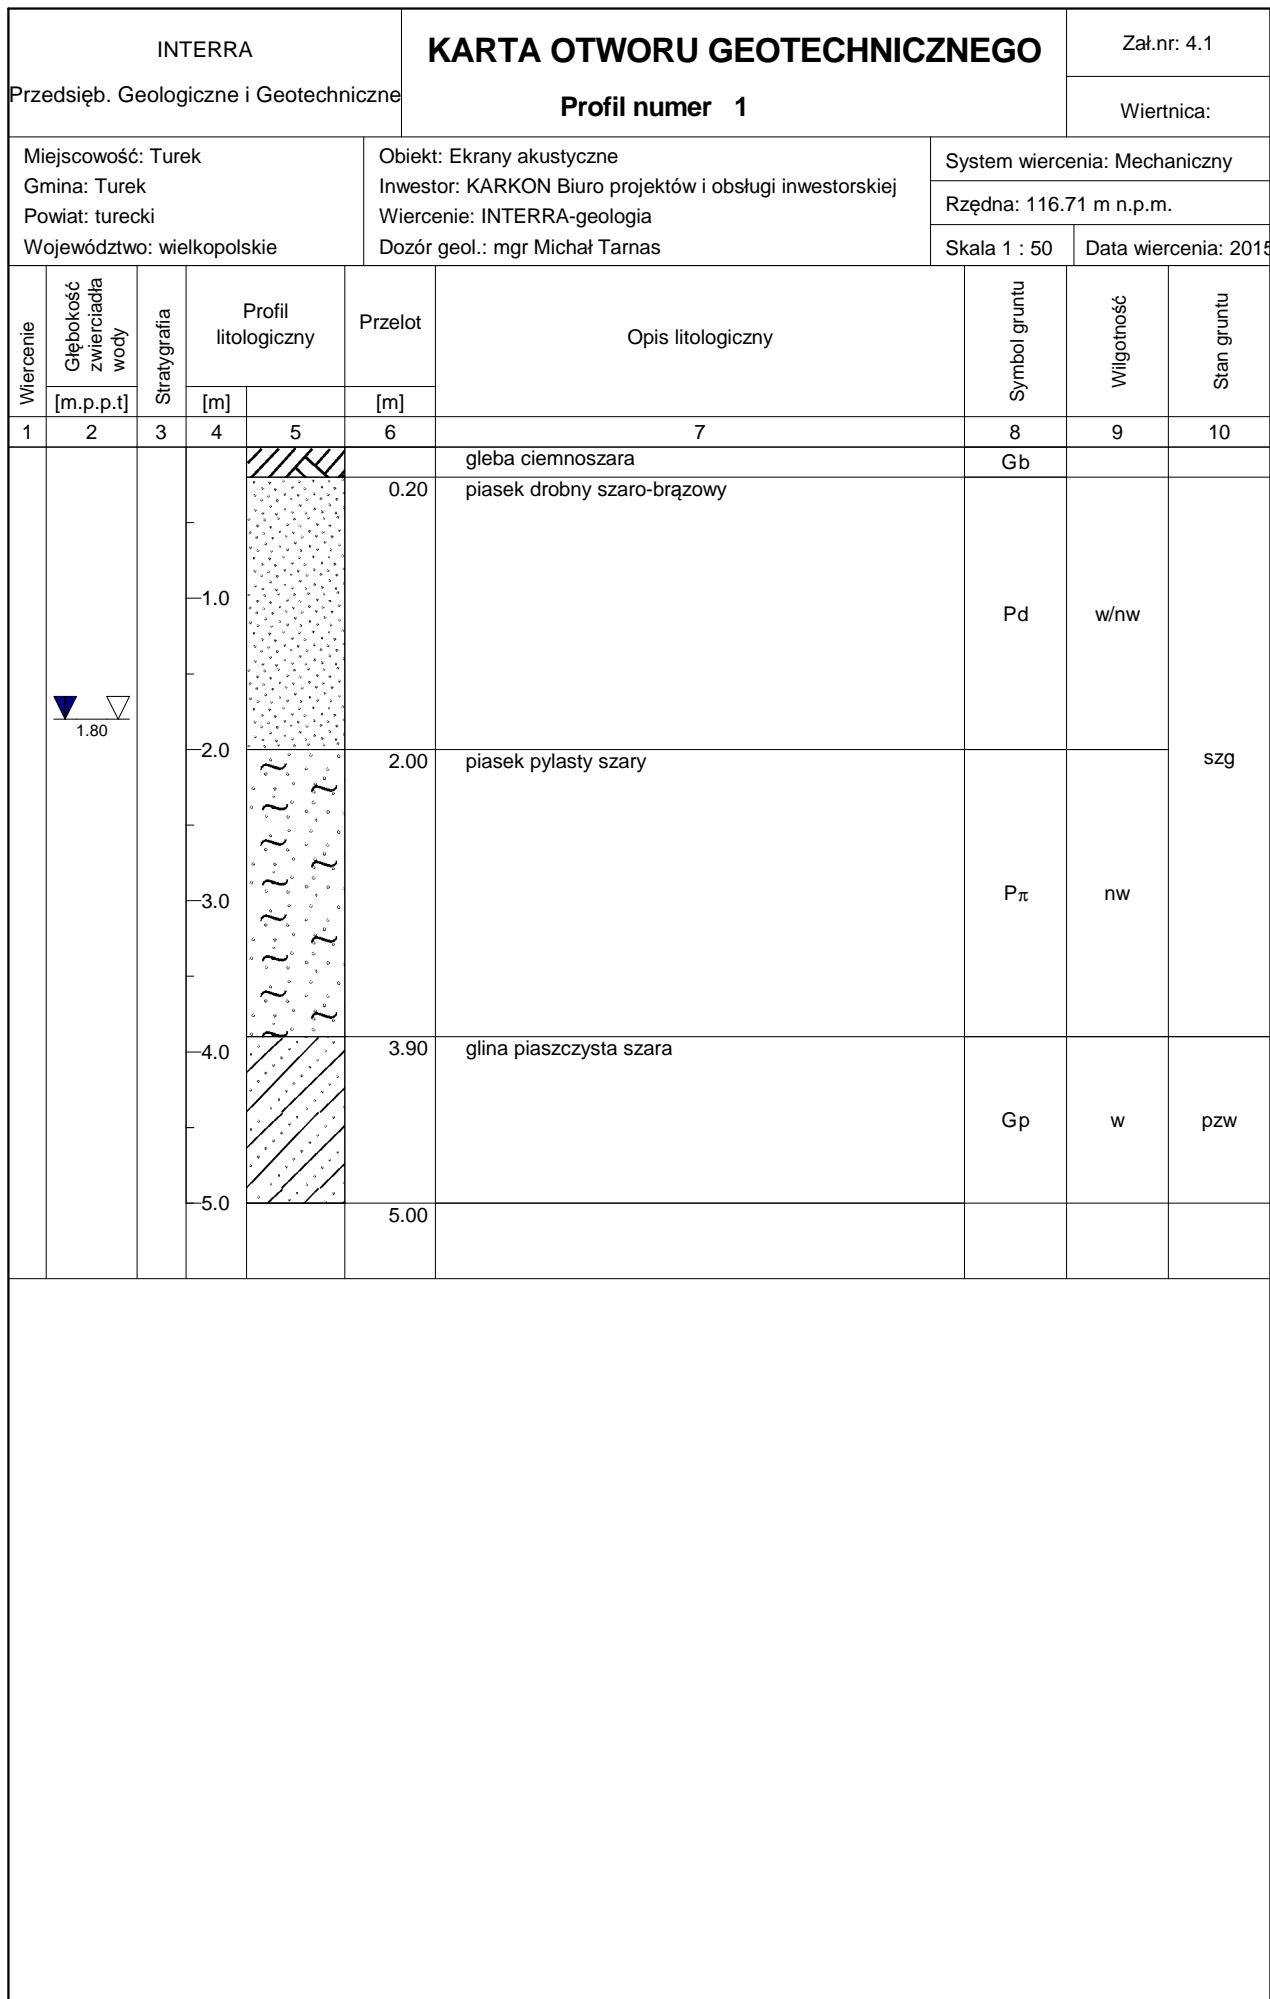 INTERRA
Przedsięb. Geologiczne i Geotechniczne
KARTA OTWORU GEOTECHNICZNEGO
Profil numer 1
Zał.nr: 4.1
Wiertnica:
Miejscowość: Turek
Gmina: Turek
Powiat: turecki
Województwo: wielkopolskie
Obiekt: Ekrany akustyczne
Inwestor: KARKON Biuro projektów i obsługi inwestorskiej
Wiercenie: INTERRA-geologia
Dozór geol.: mgr Michał Tarnas
System wiercenia: Mechaniczny
Rzędna: 116.71 m n.p.m.
Skala 1 : 50
Data wiercenia: 2015
Wiercenie
Głębokość
zwierciadła
wody
[m.p.p.t]
Stratygrafia
Profil
litologiczny
[m]
Przelot
[m]
Opis litologiczny
Symbol gruntu
Wilgotność
Stan gruntu
1 2 3 4 5 6 7 8 9 10
gleba ciemnoszara Gb
0.20 piasek drobny szaro-brązowy
1.0
Pd w/nw
1.80
2.0
2.00 piasek pylasty szary
szg
3.0
Pπ nw
4.0
3.90 glina piaszczysta szara
Gp w pzw
5.0
5.00